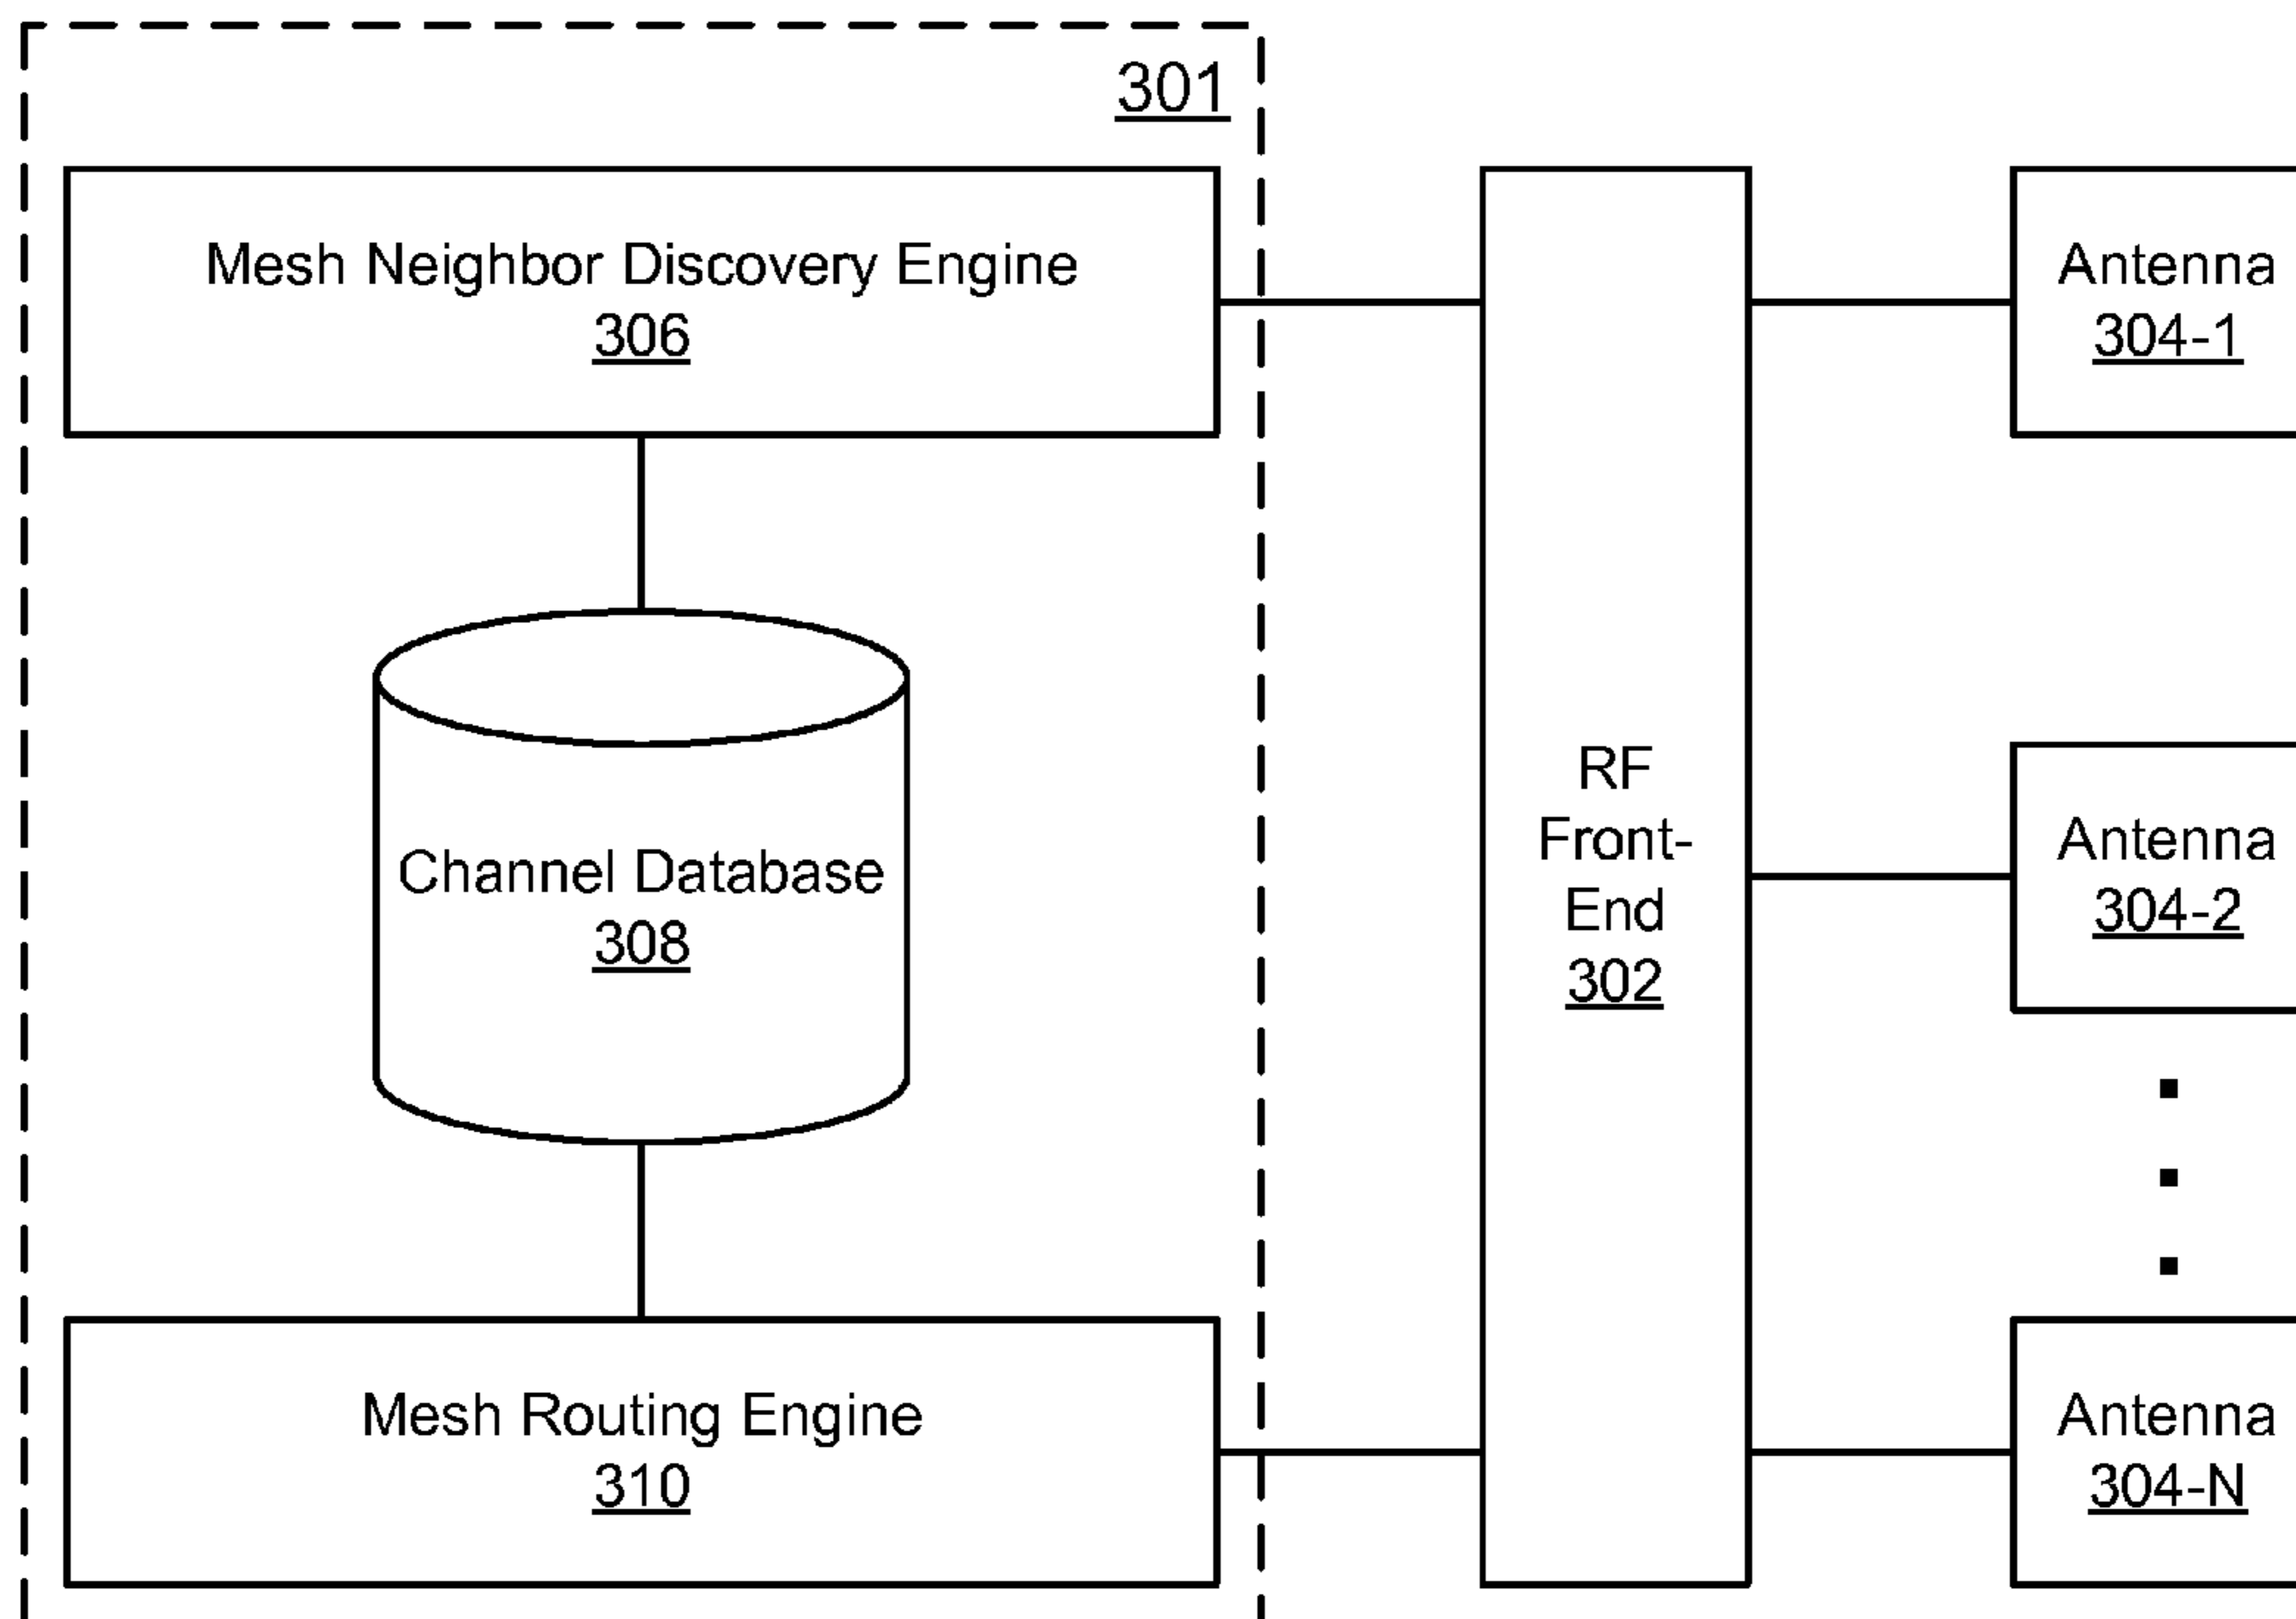 301
Mesh Neighbor Discovery Engine
306
Channel Database
308
Mesh Routing Engine
310
RF
Front-
End
302
Antenna
304-1
Antenna
304-2
Antenna
304-N